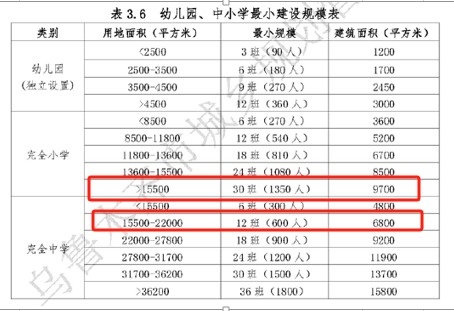 表 3.6 幼儿园、中小学最小建设规模表
类别 用地面积（平方米） 最小规模 建筑面积（平方米）
幼儿园（独立设置） <2500 3 班（90 人） 1200
2500-3500 6 班（180 人） 1700
3500-4500 9 班（270 人） 2450
>4500 12 班（360 人） 3000
完全小学 <8500 6 班（270 人） 3600
8500-11800 12 班（540 人） 5200
11800-13600 18 班（810 人） 6700
13600-15500 24 班（1080 人） 8500
>15500 30 班（1350 人） 9700
完全中学 <15500 6 班（300 人） 4800
15500-22000 12 班（600 人） 6800
22000-27800 18 班（900 人） 9200
27800-31700 24 班（1200 人） 11900
31700-36200 30 班（1500 人） 13700
>36200 36 班（1800） 15800
乌鲁木齐市城乡规划管